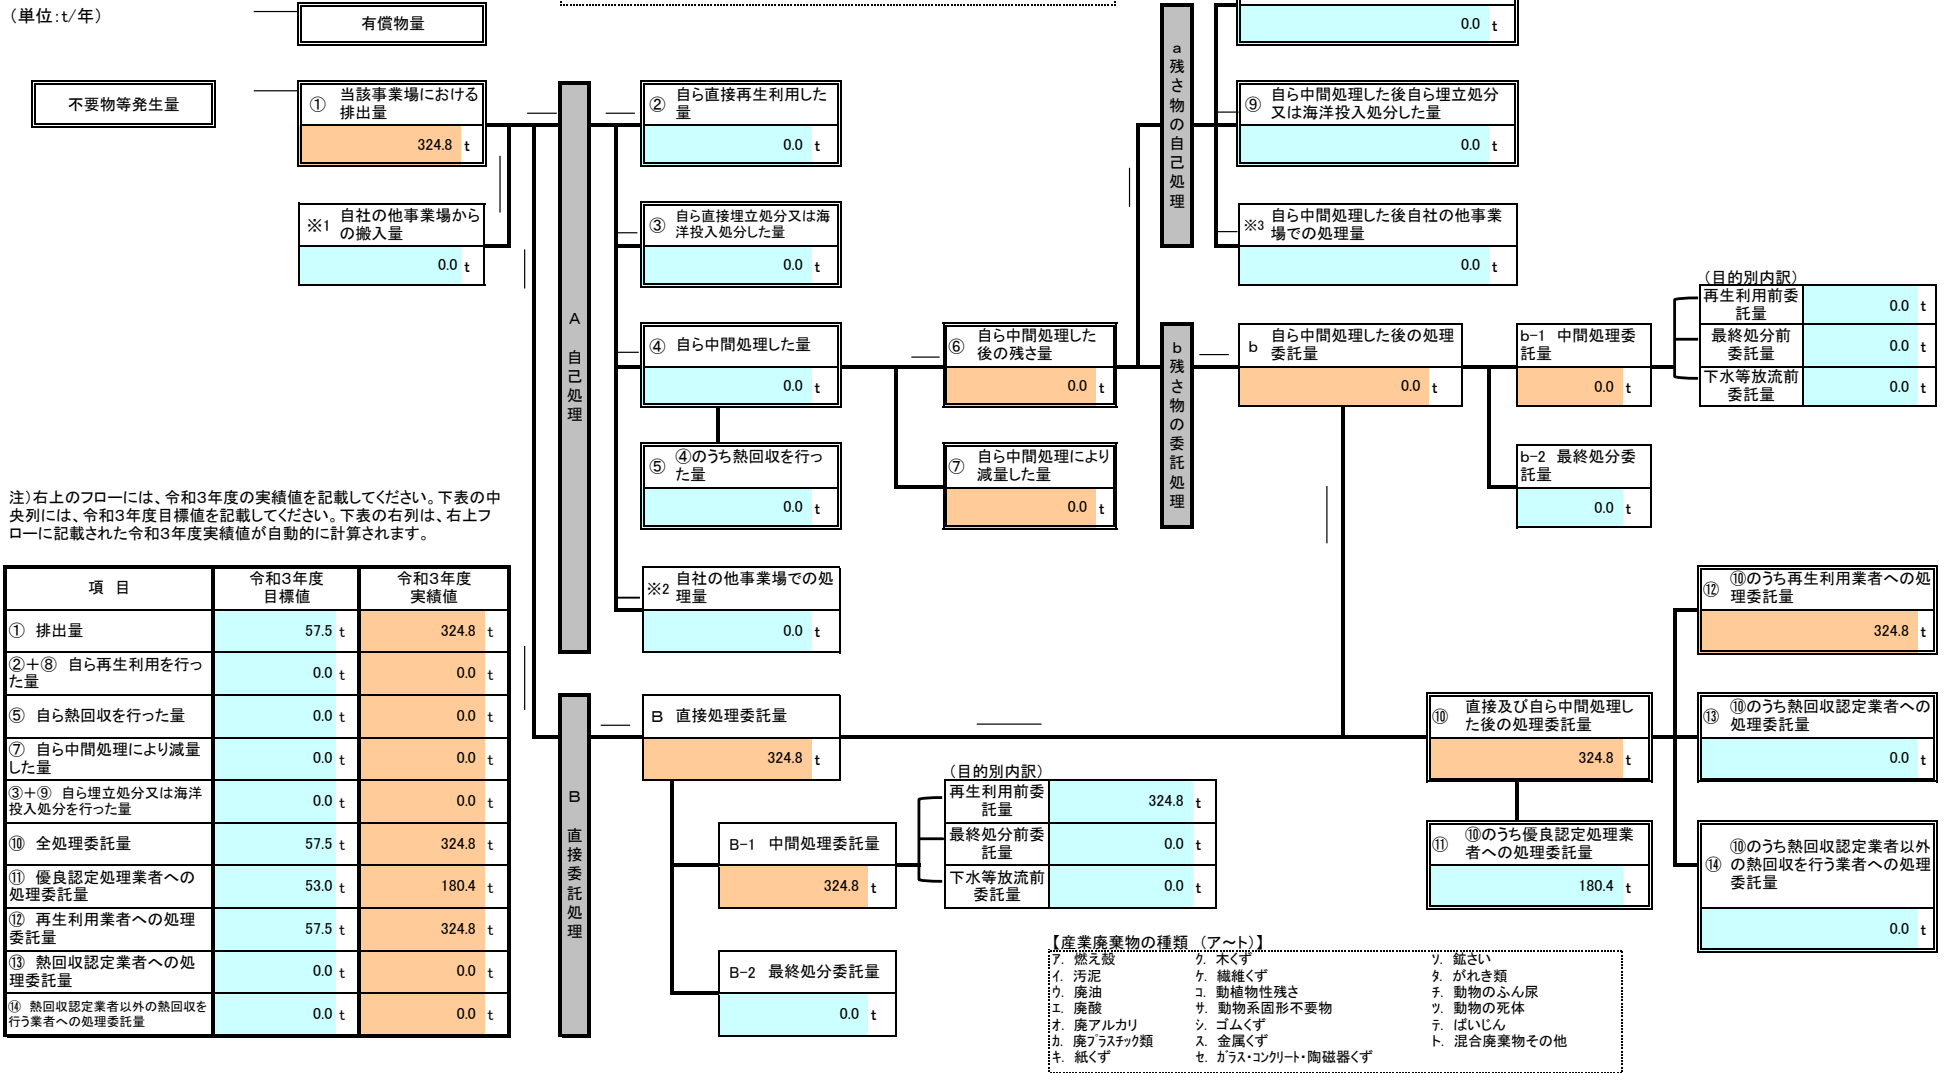 (単位:t/年)
有償物量
0.0 t
不要物等発生量
① 当該事業場における
排出量
324.8 t
※1 自社の他事業場から
の搬入量
0.0 t
A
自己処理
② 自ら直接再生利用した
量
0.0 t
③ 自ら直接埋立処分又は海
洋投入処分した量
0.0 t
④ 自ら中間処理した量
0.0 t
⑤ ④のうち熱回収を行っ
た量
0.0 t
※2 自社の他事業場での処
理量
0.0 t
⑥ 自ら中間処理した
後の残さ量
0.0 t
⑦ 自ら中間処理により
減量した量
0.0 t
a 残さ物の自己処理
⑨ 自ら中間処理した後自ら埋立処分
又は海洋投入処分した量
0.0 t
※3 自ら中間処理した後自社の他事業
場での処理量
0.0 t
b 残さ物の委託処理
b 自ら中間処理した後の処理
委託量
0.0 t
b-1 中間処理委
託量
0.0 t
b-2 最終処分委
託量
0.0 t
(目的別内訳)
再生利用前委
託量
0.0 t
最終処分前
委託量
0.0 t
下水等放流前
委託量
0.0 t
注)右上のフローには、令和3年度の実績値を記載してください。下表の中
央列には、令和3年度目標値を記載してください。下表の右列は、右上フ
ローに記載された令和3年度実績値が自動的に計算されます。
項 目
令和3年度
目標値
令和3年度
実績値
① 排出量 57.5 t 324.8 t
②+⑧ 自ら再生利用を行っ
た量
0.0 t 0.0 t
⑤ 自ら熱回収を行った量 0.0 t 0.0 t
⑦ 自ら中間処理により減量
した量
0.0 t 0.0 t
③+⑨ 自ら埋立処分又は海洋
投入処分を行った量
0.0 t 0.0 t
⑩ 全処理委託量 57.5 t 324.8 t
⑪ 優良認定処理業者への
処理委託量
53.0 t 180.4 t
⑫ 再生利用業者への処理
委託量
57.5 t 324.8 t
⑬ 熱回収認定業者への処
理委託量
0.0 t 0.0 t
⑭ 熱回収認定業者以外の熱回収を
行う業者への処理委託量
0.0 t 0.0 t
B
直接委託処理
B 直接処理委託量
324.8 t
B-1 中間処理委託量
324.8 t
B-2 最終処分委託量
0.0 t
(目的別内訳)
再生利用前委
託量
324.8 t
最終処分前委
託量
0.0 t
下水等放流前
委託量
0.0 t
⑩ 直接及び自ら中間処理し
た後の処理委託量
324.8 t
⑪ ⑩のうち優良認定処理業
者への処理委託量
180.4 t
⑫ ⑩のうち再生利用業者への処
理委託量
324.8 t
⑬ ⑩のうち熱回収認定業者への
処理委託量
0.0 t
⑭ ⑩のうち熱回収認定業者以外
の熱回収を行う業者への処理
委託量
0.0 t
【産業廃棄物の種類 (ア~ト)】
ア. 燃え殻 ク. 木くず ソ. 鉱さい
イ. 汚泥 ケ. 繊維くず タ. がれき類
ウ. 廃油 コ. 動植物性残さ チ. 動物のふん尿
エ. 廃酸 サ. 動物系固形不要物 ツ. 動物の死体
オ. 廃アルカリ シ. ゴムくず テ. ばいじん
カ. 廃プラスチック類 ス. 金属くず ト. 混合廃棄物その他
キ. 紙くず セ. ガラス・コンクリート・陶磁器くず